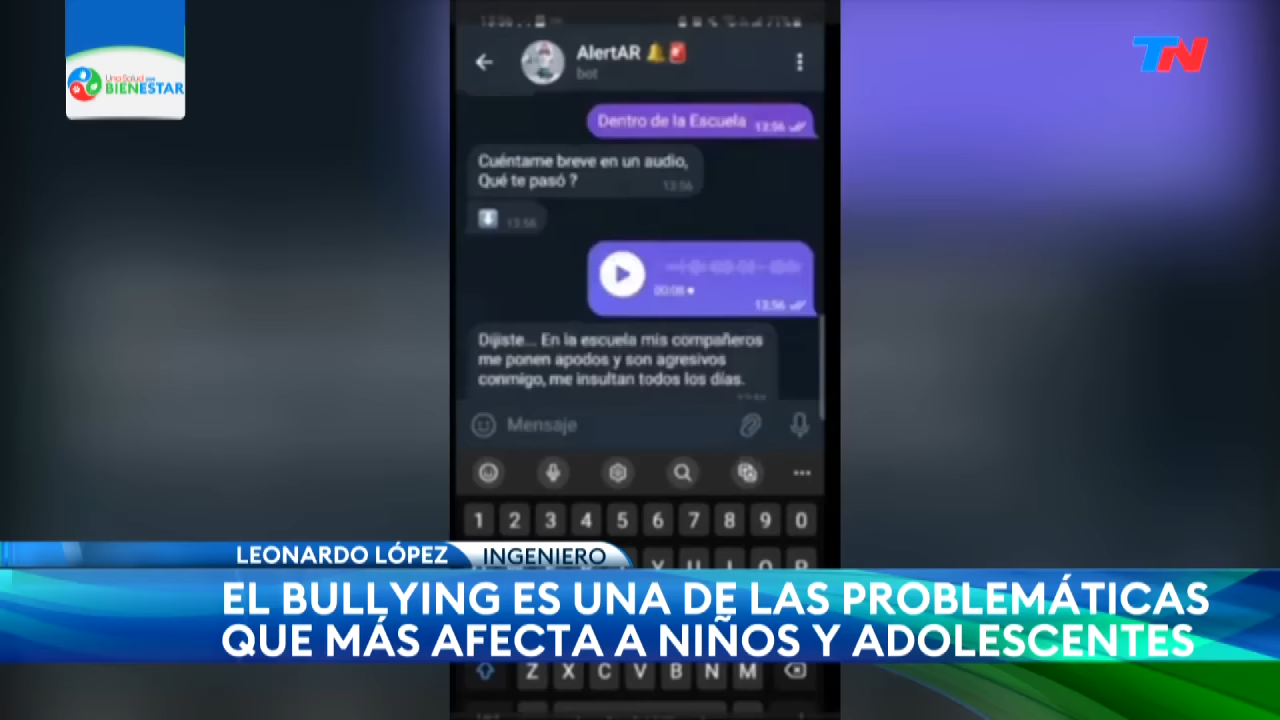 13:56
71%
Una Salud para
BIENESTAR
TN
AlertAR
bot
Dentro de la Escuela
13:56
Cuéntame breve en un audio,
Qué te pasó ?
13:56
13:56
00:08
13:56
Dijiste... En la escuela mis compañeros
me ponen apodos y son agresivos
conmigo, me insultan todos los días.
Mensaje
1 2 3 4 5 6 7 8 9 0
LEONARDO LÓPEZ INGENIERO
EL BULLYING ES UNA DE LAS PROBLEMÁTICAS
QUE MÁS AFECTA A NIÑOS Y ADOLESCENTES
Z X C V B N M